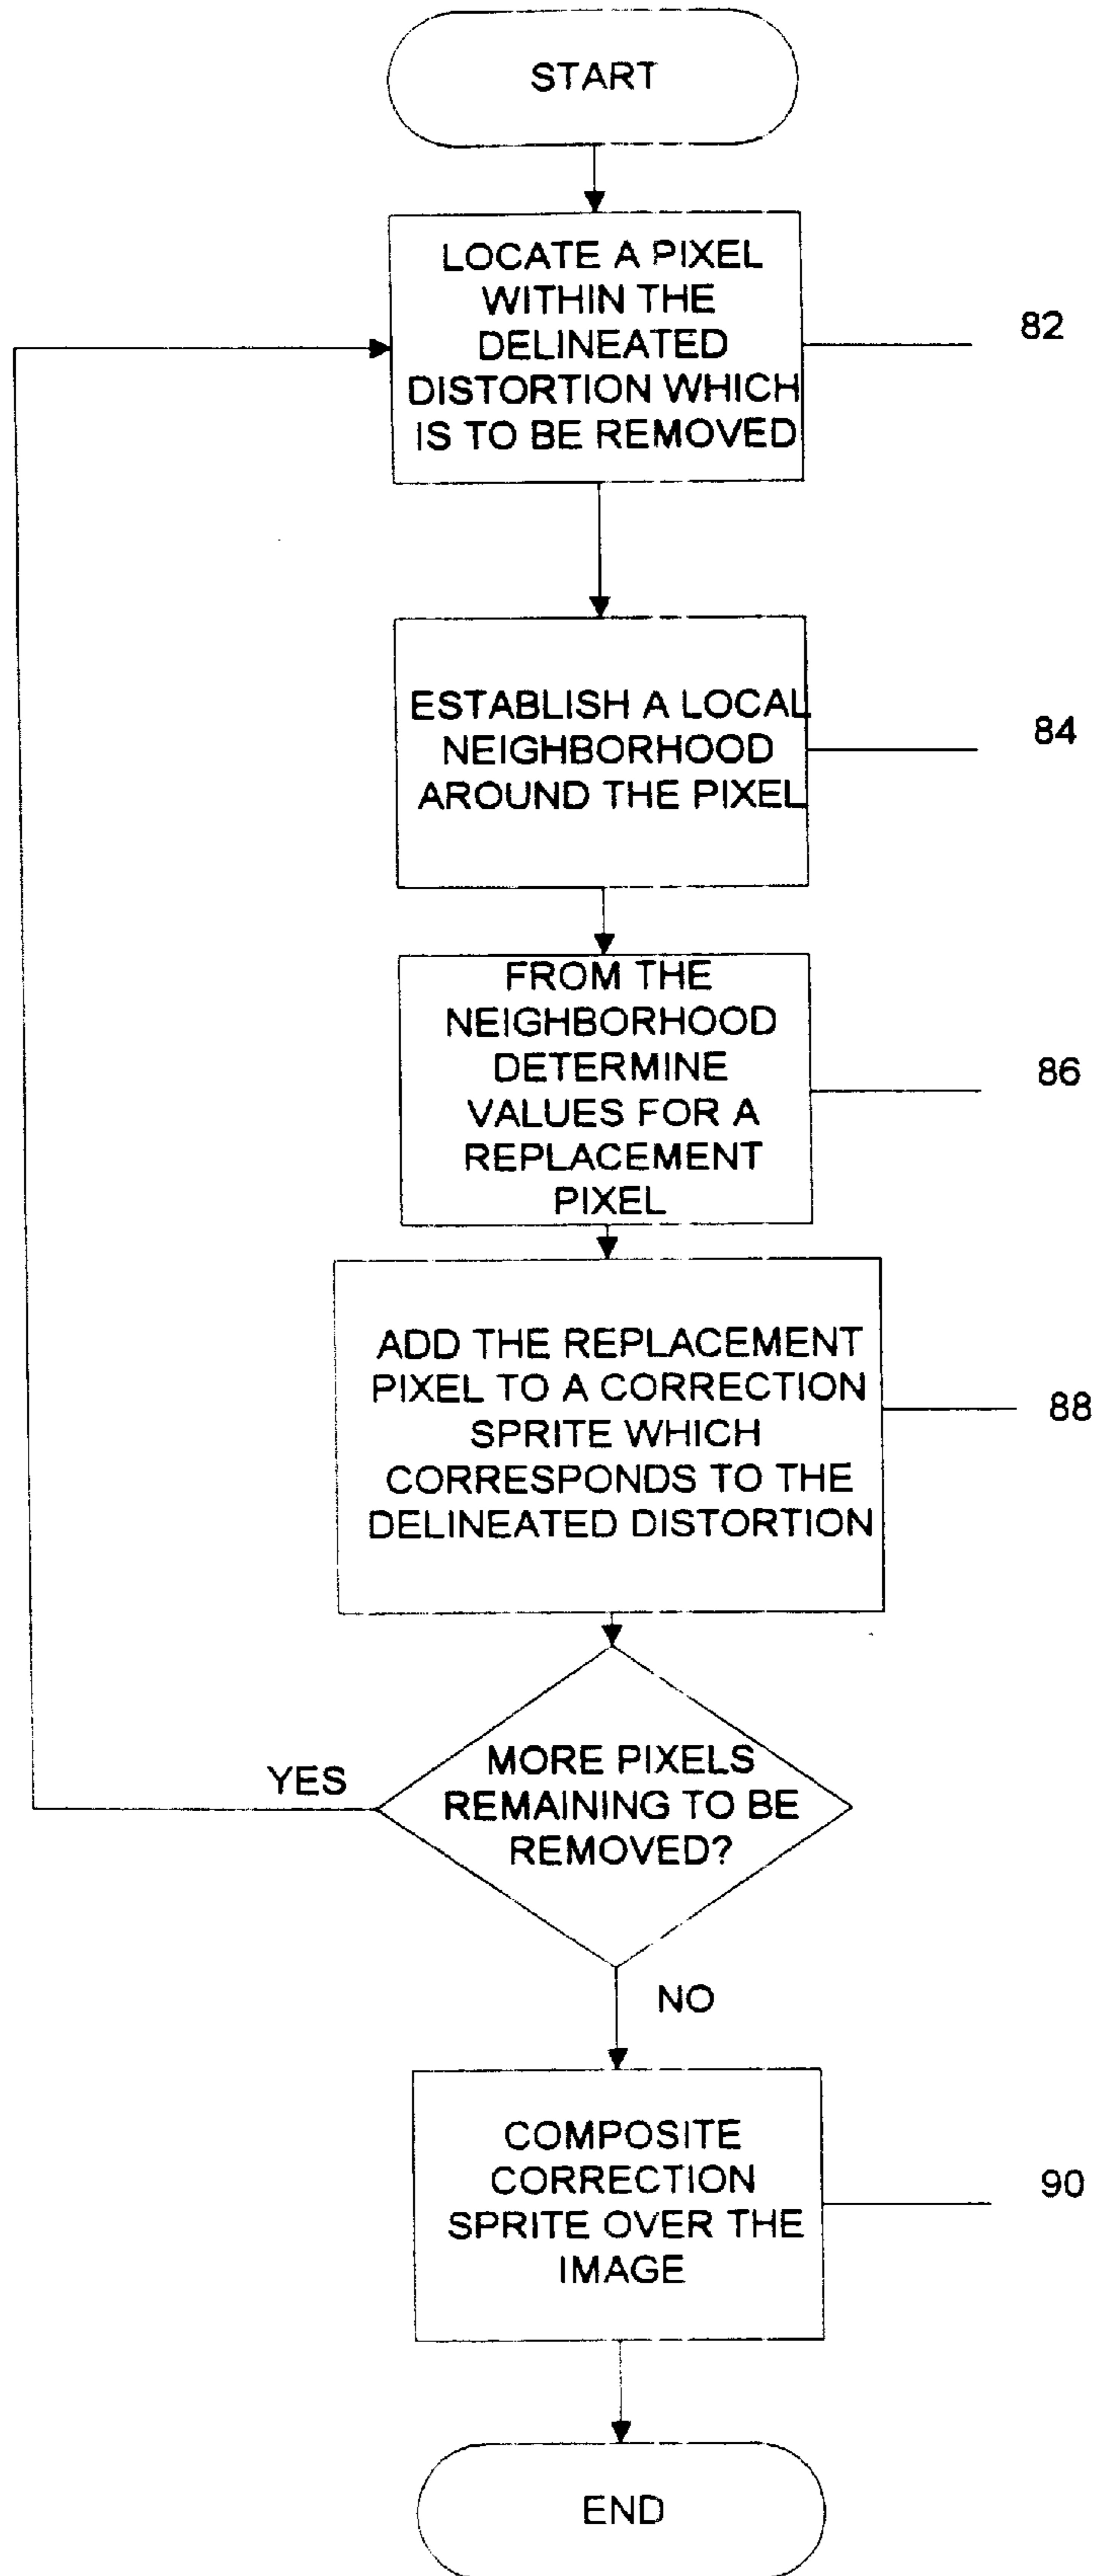 START
LOCATE A PIXEL
WITHIN THE
DELINEATED
DISTORTION WHICH
IS TO BE REMOVED
82
ESTABLISH A LOCAL
NEIGHBORHOOD
AROUND THE PIXEL
84
FROM THE
NEIGHBORHOOD
DETERMINE
VALUES FOR A
REPLACEMENT
PIXEL
86
ADD THE REPLACEMENT
PIXEL TO A CORRECTION
SPRITE WHICH
CORRESPONDS TO THE
DELINEATED DISTORTION
88
MORE PIXELS
REMAINING TO BE
REMOVED?
YES
NO
COMPOSITE
CORRECTION
SPRITE OVER THE
IMAGE
90
END